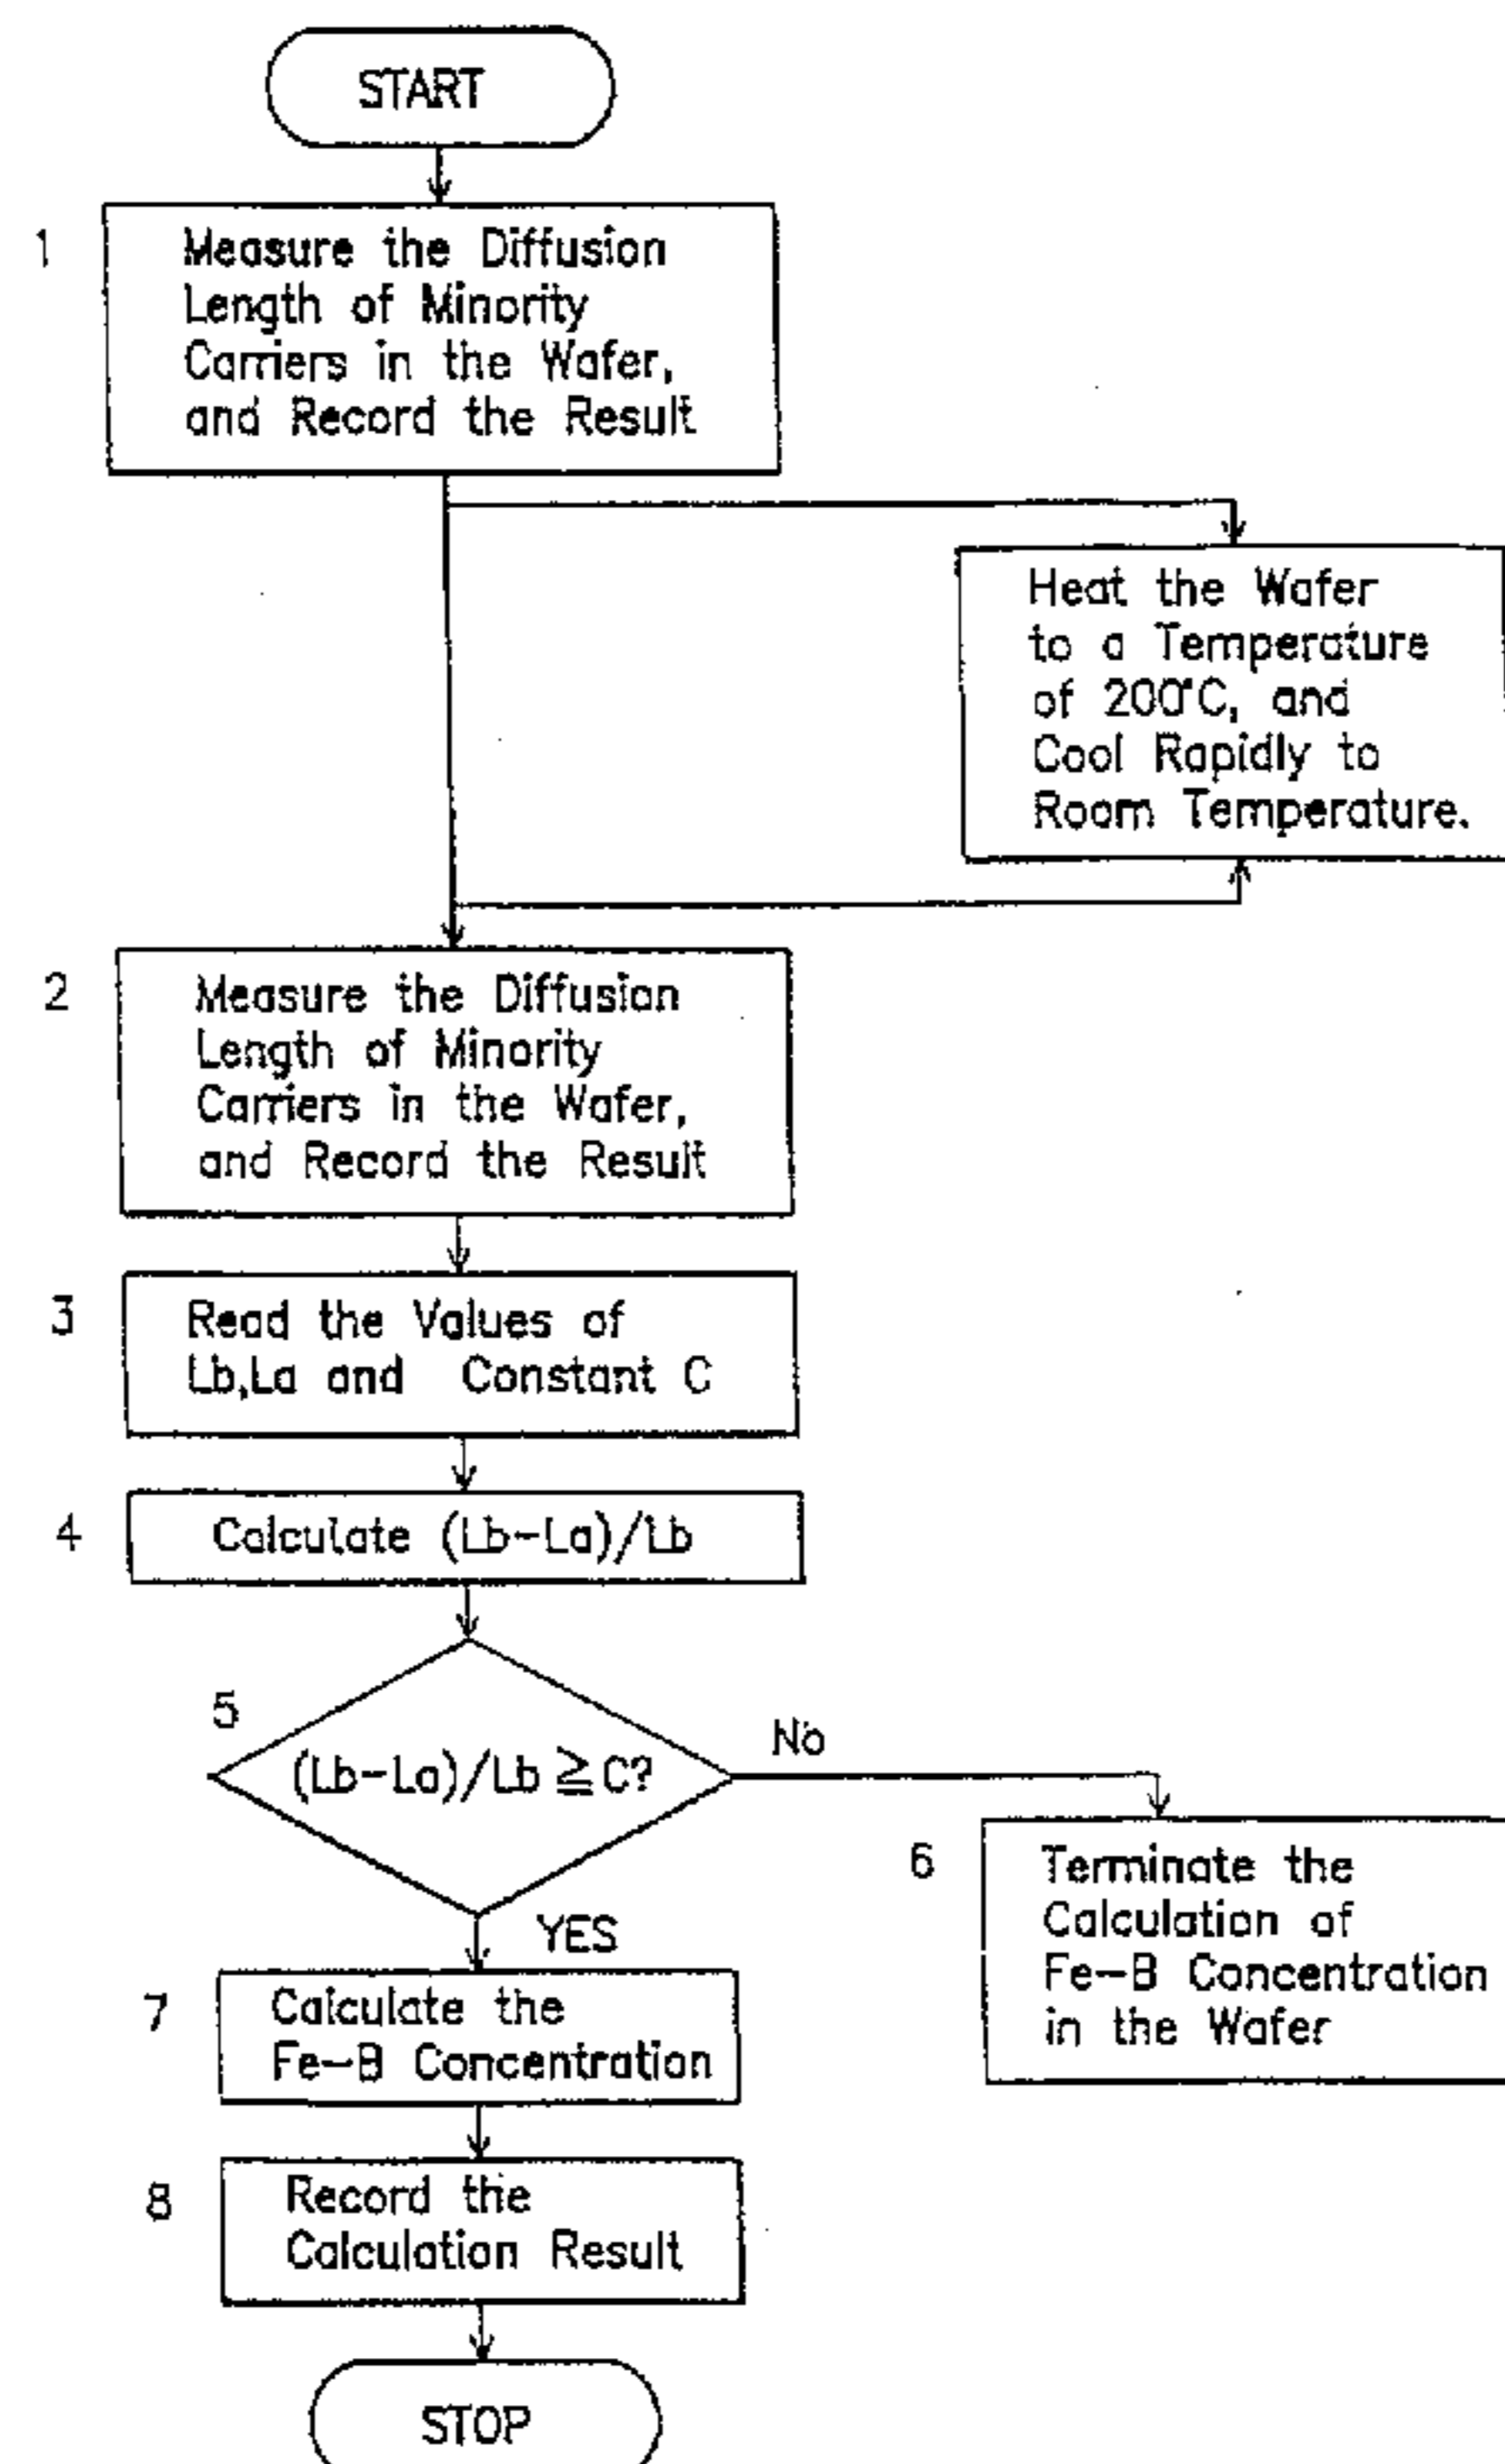 START
1
Measure the Diffusion
Length of Minority
Carriers in the Wafer,
and Record the Result
Heat the Wafer
to a Temperature
of 200°C, and
Cool Rapidly to
Room Temperature.
2
Measure the Diffusion
Length of Minority
Carriers in the Wafer,
and Record the Result
3
Read the Values of
Lb,La and Constant C
4
Calculate (Lb-La)/Lb
5
(Lb-La)/Lb ≧ C?
No
6
Terminate the
Calculation of
Fe-B Concentration
in the Wafer
YES
7
Calculate the
Fe-B Concentration
8
Record the
Calculation Result
STOP